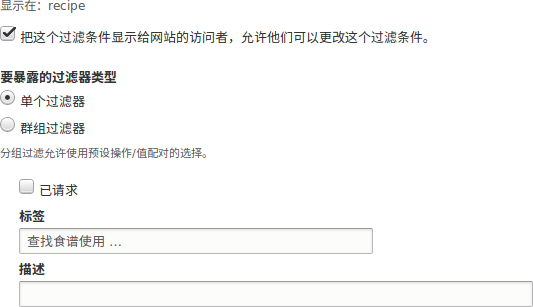 显示在：recipe
把这个过滤条件显示给网站的访问者，允许他们可以更改这个过滤条件。
要暴露的过滤器类型
单个过滤器
群组过滤器
分组过滤允许使用预设操作/值配对的选择。
已请求
标签
查找食谱使用 ...
描述